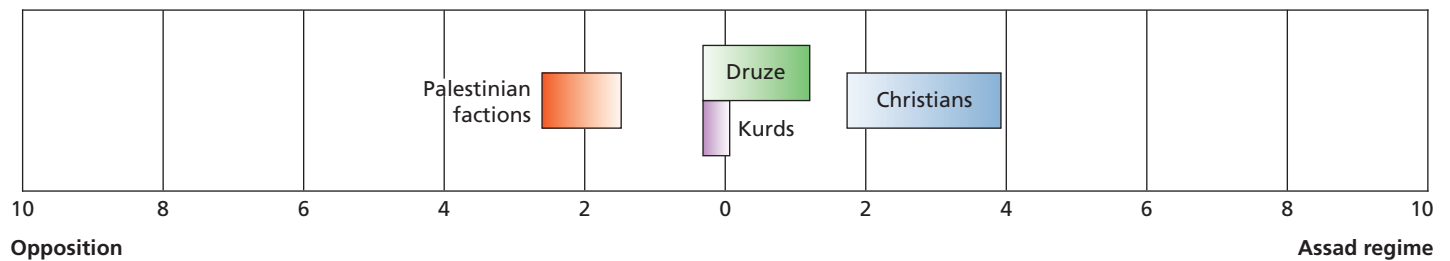 Druze
Palestinian
factions
Christians
Kurds
10 8 6 4 2 0 2 4 6 8 10
Opposition Assad regime